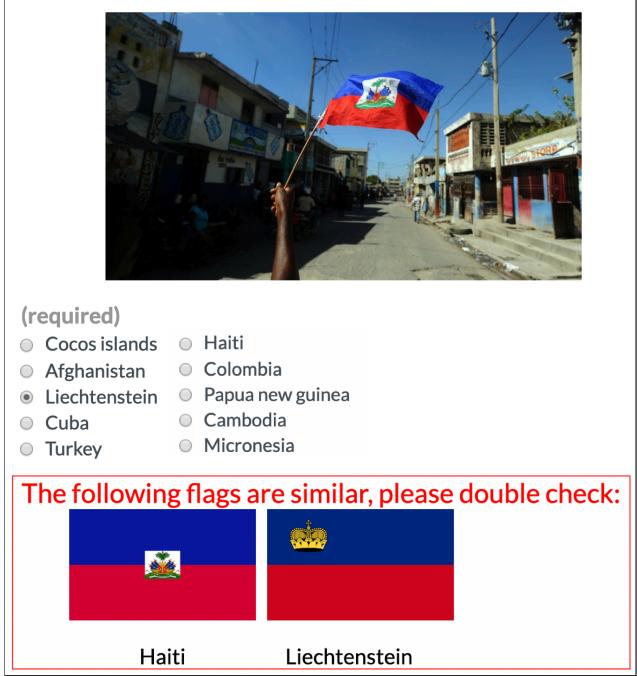 STORE
(required)
Cocos islands
Haiti
Afghanistan
Colombia
Liechtenstein
Papua new guinea
Cuba
Cambodia
Turkey
Micronesia
The following flags are similar, please double check:
Haiti
Liechtenstein